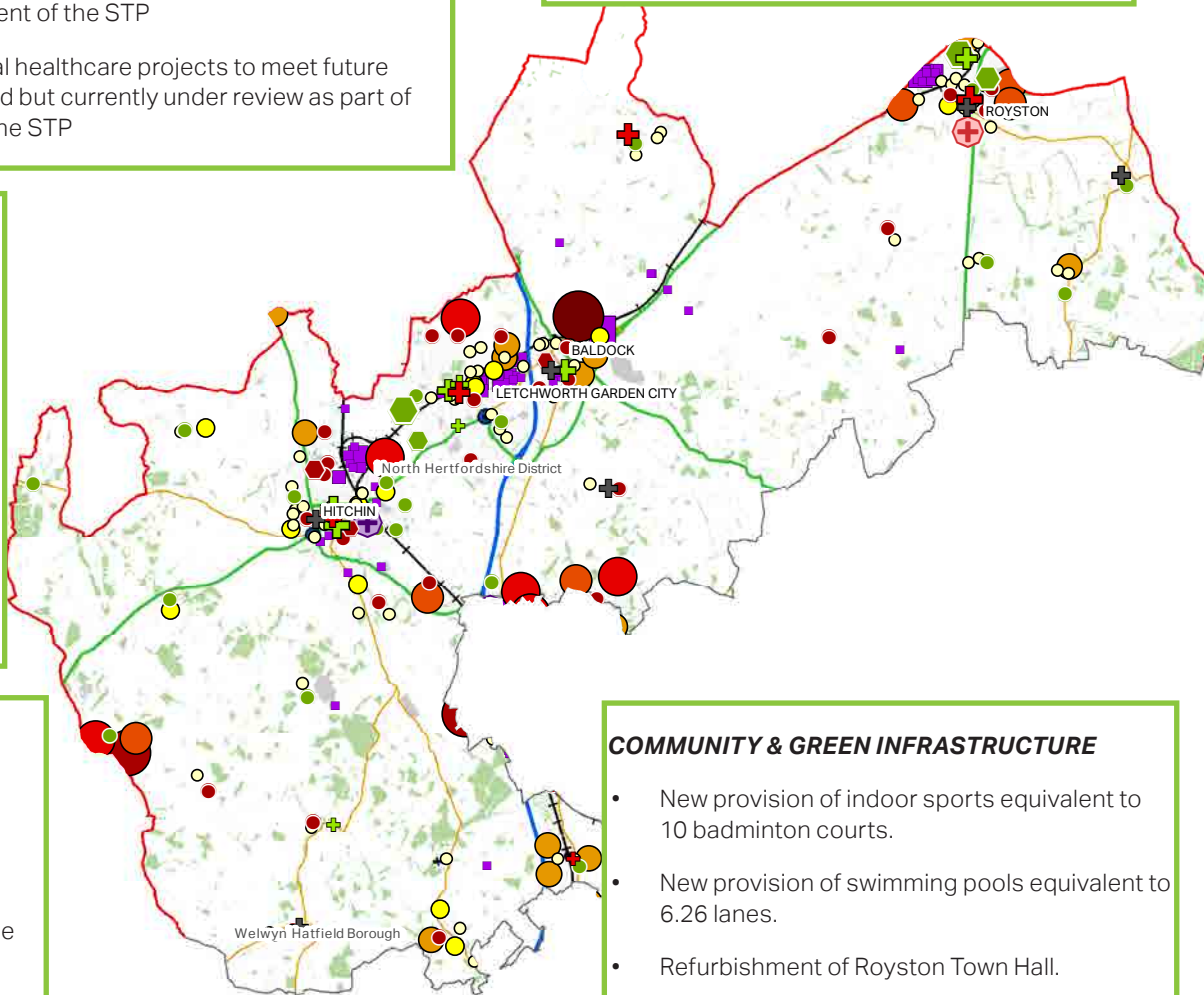 ent of the STP
al healthcare projects to meet future
d but currently under review as part of
he STP
ROYSTON
BALDOCK
LETCHWORTH GARDEN CITY
North Hertfordshire District
HITCHIN
Welwyn Hatfield Borough
e
COMMUNITY & GREEN INFRASTRUCTURE
• New provision of indoor sports equivalent to
10 badminton courts.
• New provision of swimming pools equivalent to
6.26 lanes.
• Refurbishment of Royston Town Hall.